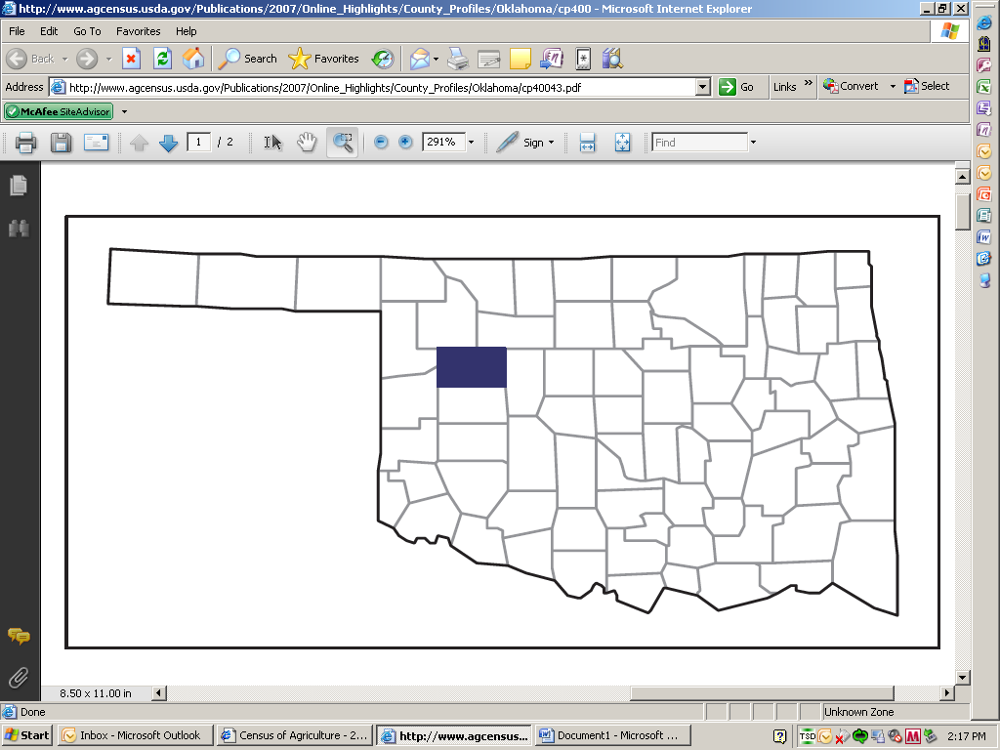 http://www.agcensus.usda.gov/Publications/2007/Online_Highlights/County_Profiles/Oklahoma/cp400 - Microsoft Internet Explorer
File Edit Go To Favorites Help
Back Search Favorites
Address http://www.agcensus.usda.gov/Publications/2007/Online_Highlights/County_Profiles/Oklahoma/cp40043.pdf Go Links » Convert Select
McAfee SiteAdvisor
1 / 2 291% Sign Find
8.50 x 11.00 in
Done Unknown Zone
Start Inbox - Microsoft Outlook Census of Agriculture - 2... http://www.agcensus... Document1 - Microsoft ... TSD 2:17 PM